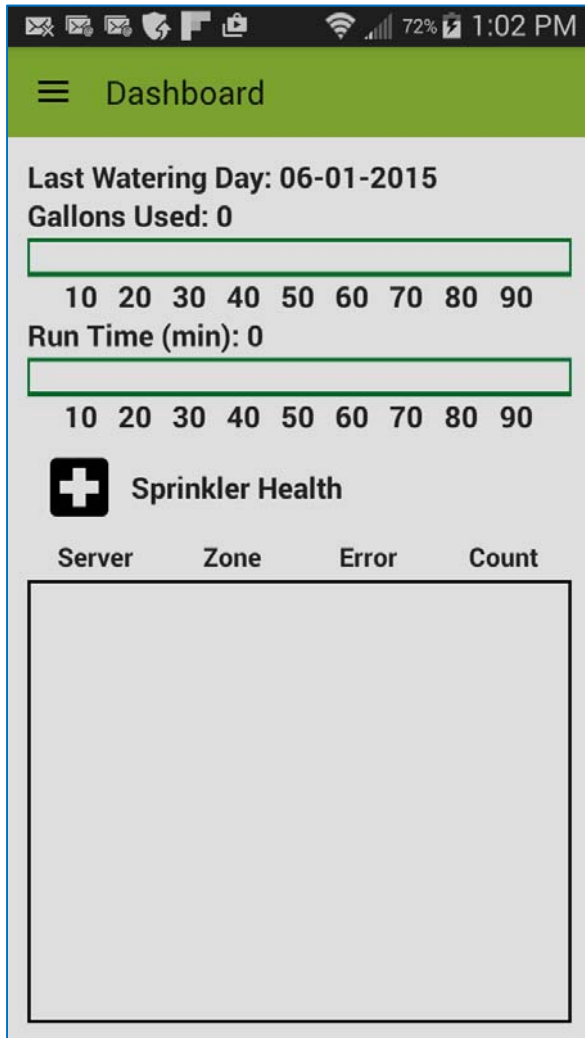 72% 1:02 PM
Dashboard
Last Watering Day: 06-01-2015
Gallons Used: 0
10 20 30 40 50 60 70 80 90
Run Time (min): 0
10 20 30 40 50 60 70 80 90
Sprinkler Health
Server Zone Error Count